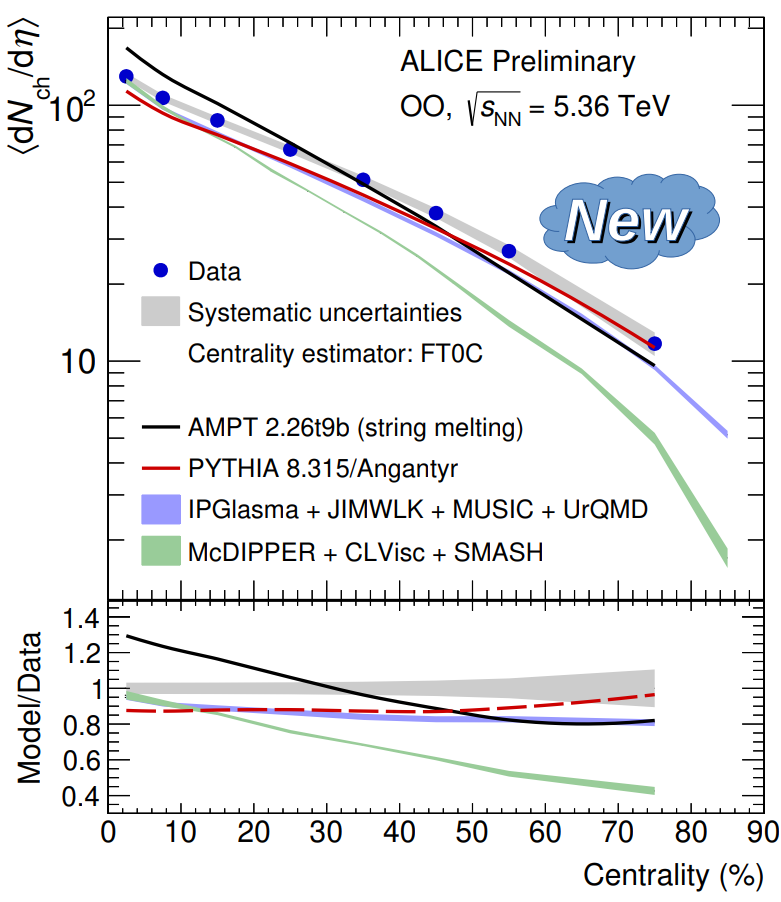 ⟨dN_ch/dη⟩
ALICE Preliminary
OO, √s_NN = 5.36 TeV
10²
New
Data
Systematic uncertainties
Centrality estimator: FT0C
10
AMPT 2.26t9b (string melting)
PYTHIA 8.315/Angantyr
IPGlasma + JIMWLK + MUSIC + UrQMD
McDIPPER + CLVisc + SMASH
Model/Data
1.4
1.2
1
0.8
0.6
0.4
0 10 20 30 40 50 60 70 80 90
Centrality (%)